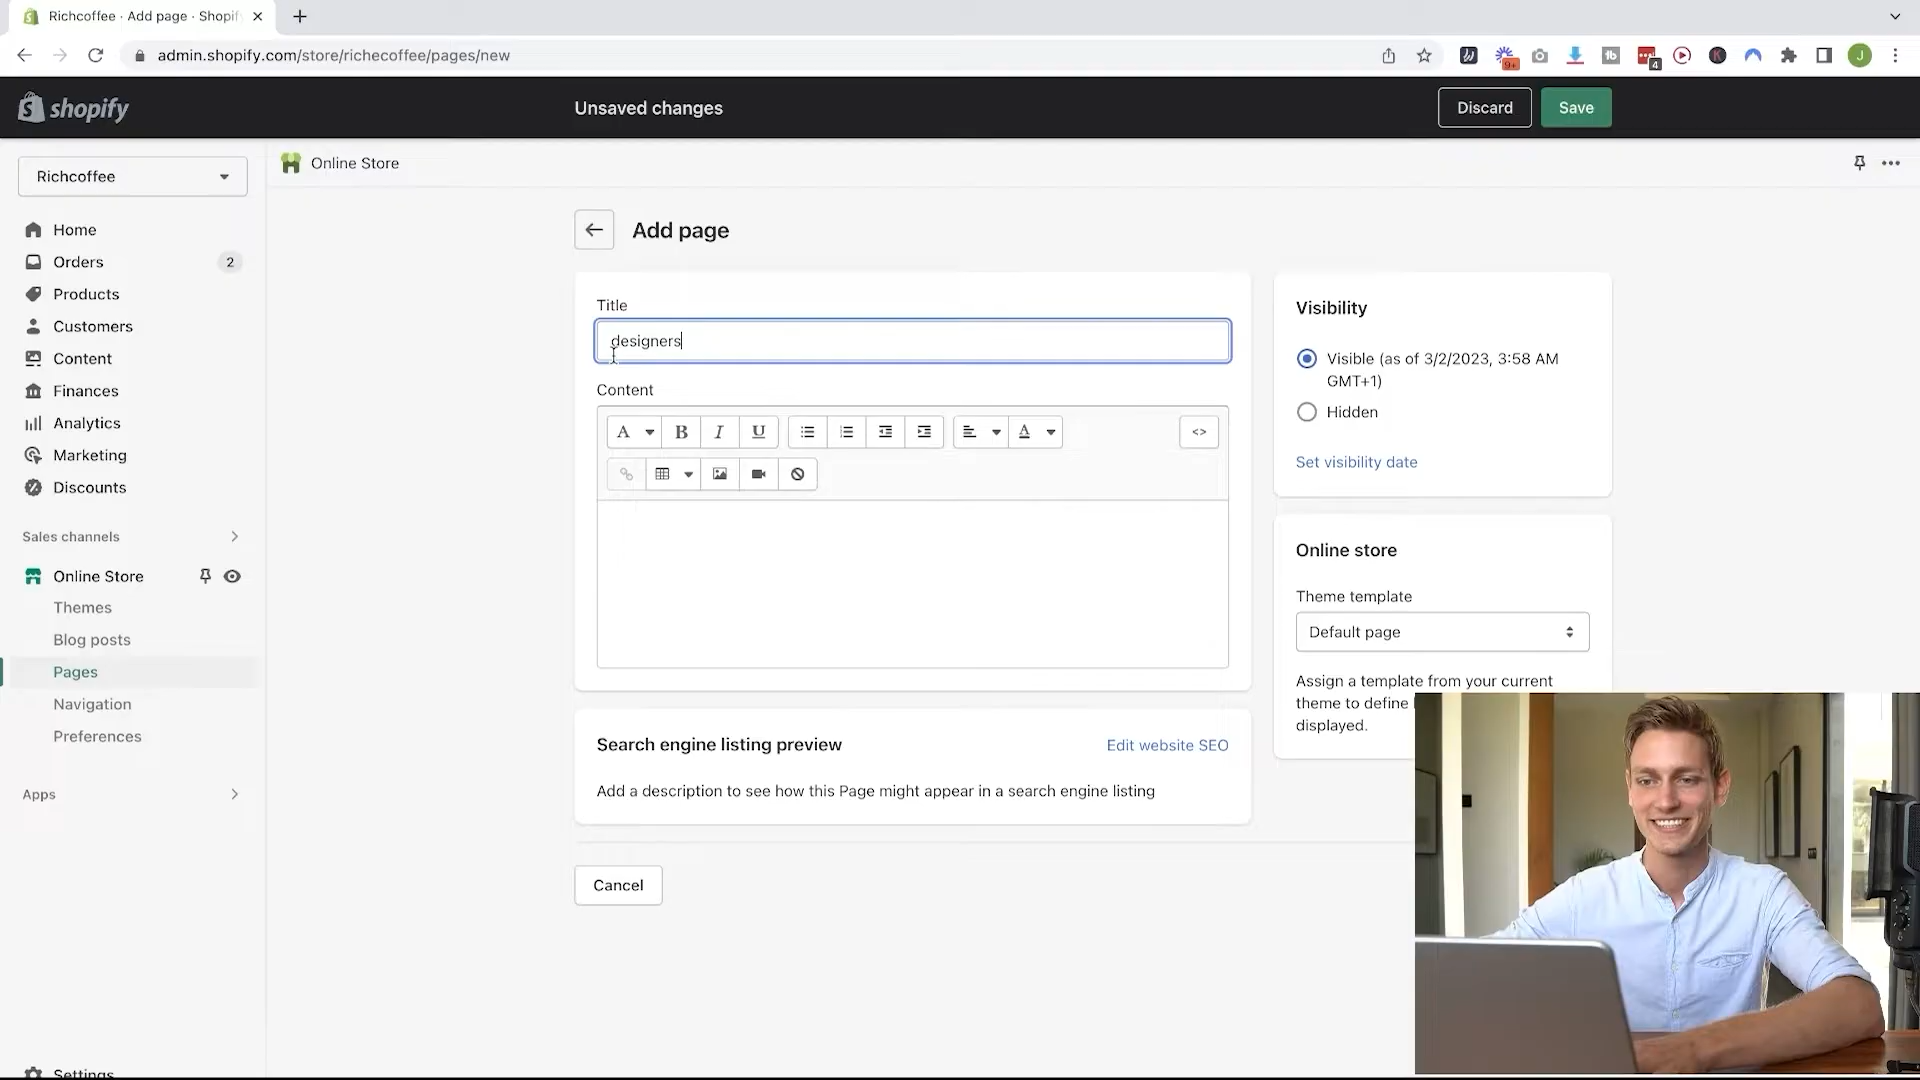 Richcoffee · Add page · Shopif
admin.shopify.com/store/richecoffee/pages/new
9+
tb
4
K
J
shopify
Unsaved changes
Discard
Save
Richcoffee
Online Store
Home
Orders
2
Products
Customers
Content
Finances
Analytics
Marketing
Discounts
Sales channels
Online Store
Themes
Blog posts
Pages
Navigation
Preferences
Apps
Settings
Add page
Title
designers
Content
A
B
I
U
A
<>
Search engine listing preview
Edit website SEO
Add a description to see how this Page might appear in a search engine listing
Cancel
Visibility
Visible (as of 3/2/2023, 3:58 AM
GMT+1)
Hidden
Set visibility date
Online store
Theme template
Default page
Assign a template from your current
theme to define
displayed.